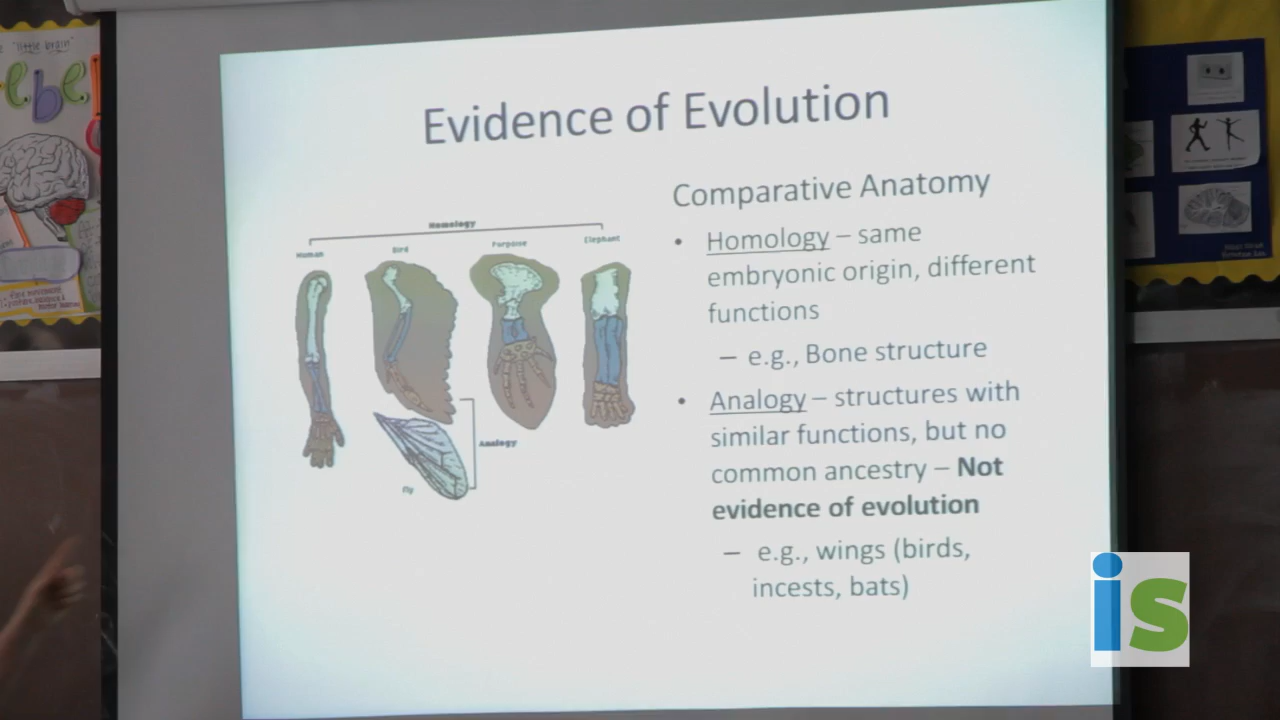 "little brain"
Evidence of Evolution
Homology
Human
Bird
Porpoise
Elephant
Analogy
Fly
Comparative Anatomy
• Homology – same
embryonic origin, different
functions
– e.g., Bone structure
• Analogy – structures with
similar functions, but no
common ancestry – Not
evidence of evolution
– e.g., wings (birds,
incests, bats)
is